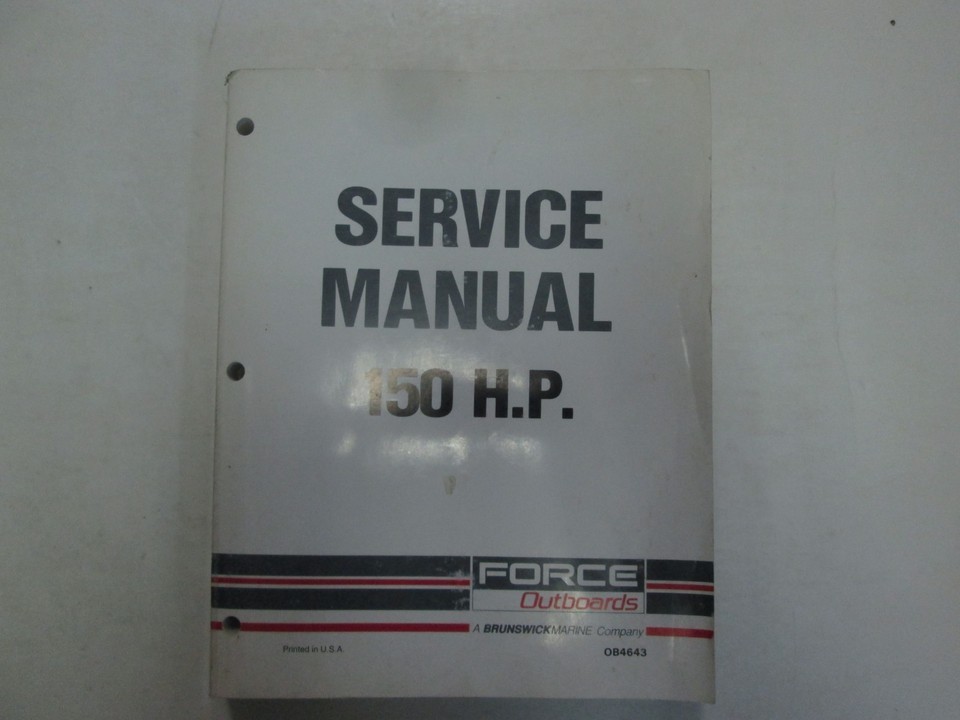 SERVICE
MANUAL
150 H.P.
FORCE
Outboards
A BRUNSWICK MARINE Company
Printed in U.S.A.
OB4643